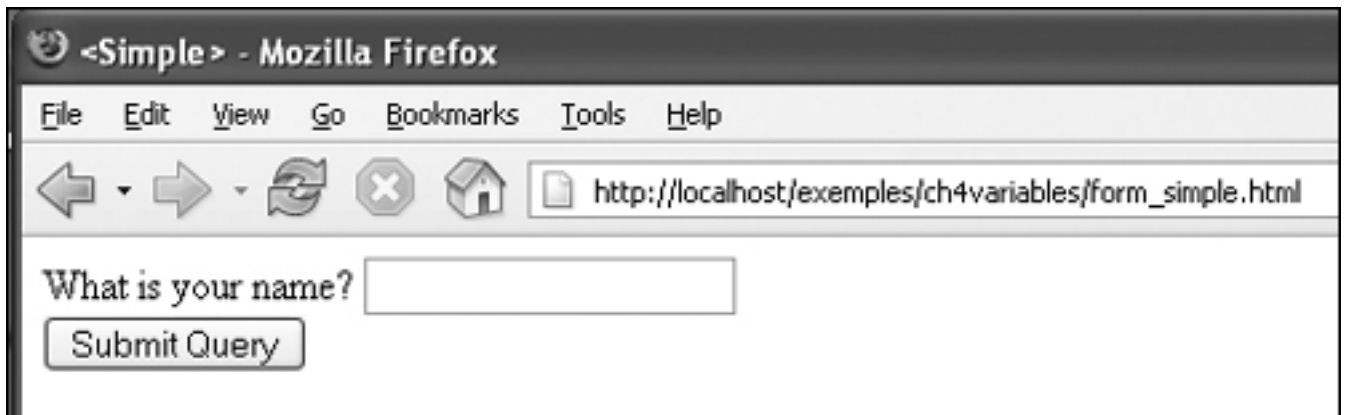 <Simple> - Mozilla Firefox
File Edit View Go Bookmarks Tools Help
http://localhost/exemples/ch4variables/form_simple.html
What is your name?
Submit Query